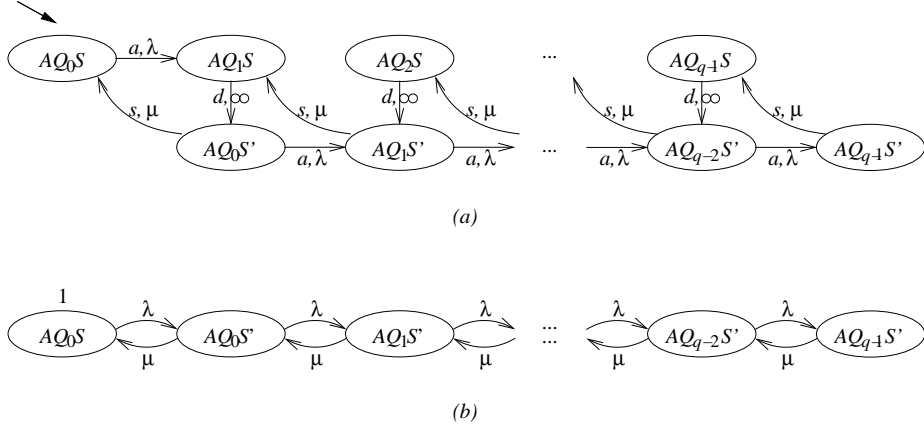 AQ₀S a, λ AQ₁S AQ₂S ... AQq-1S
d, ∞ d, ∞ d, ∞
s, μ s, μ s, μ s, μ s, μ
AQ₀S' a, λ AQ₁S' a, λ ... a, λ AQq-2S' a, λ AQq-1S'
(a)
1
λ λ λ λ λ
AQ₀S AQ₀S' AQ₁S' ... AQq-2S' AQq-1S'
...
μ μ μ μ μ
(b)